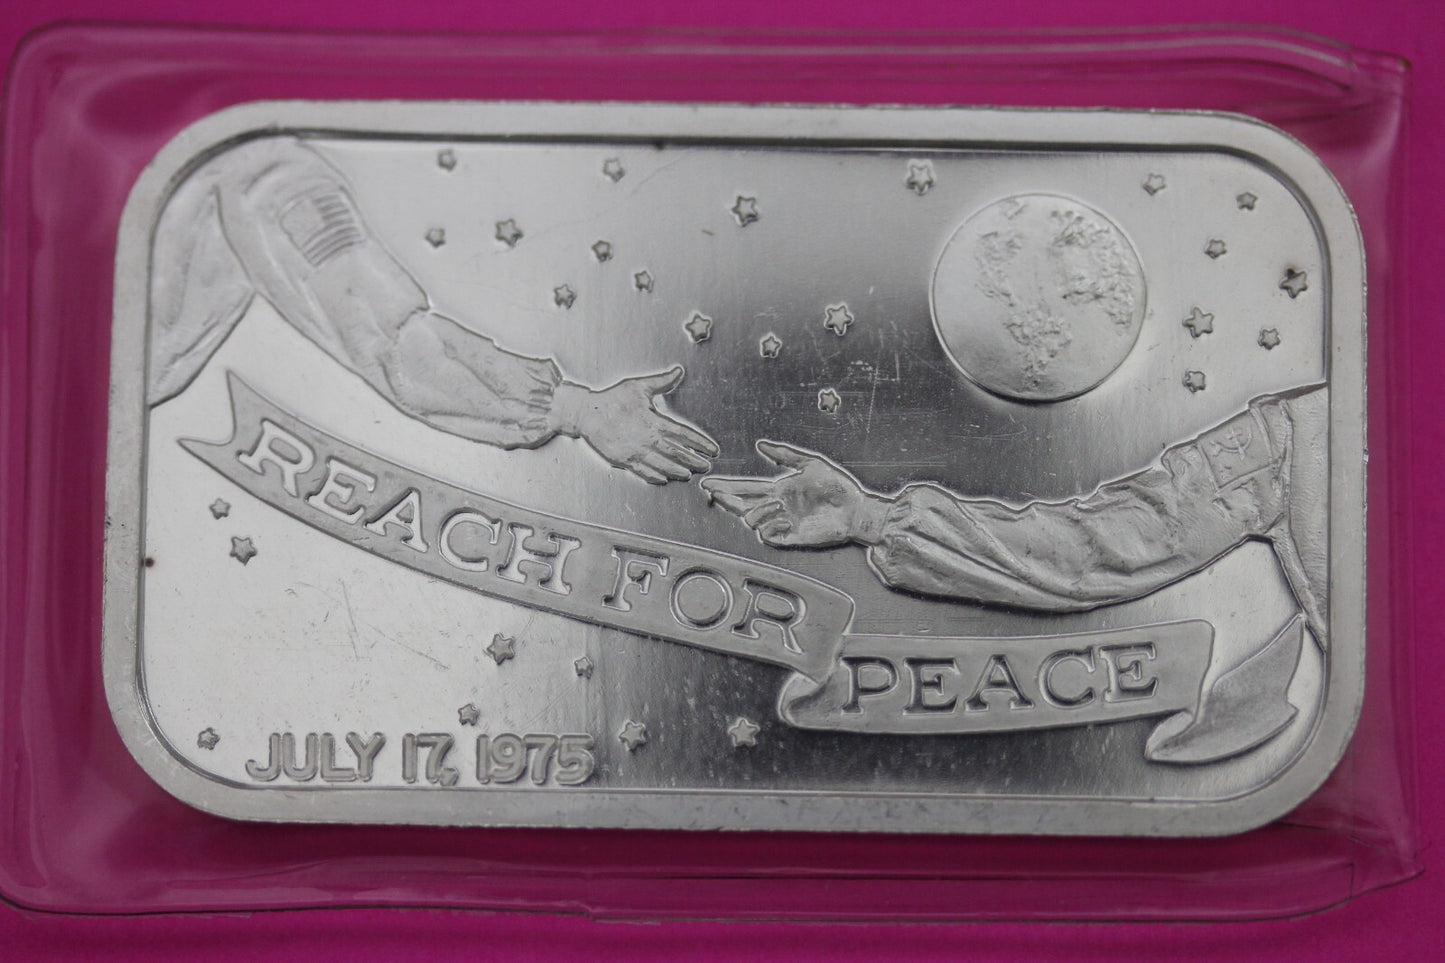 REACH FOR
PEACE
JULY 17, 1975